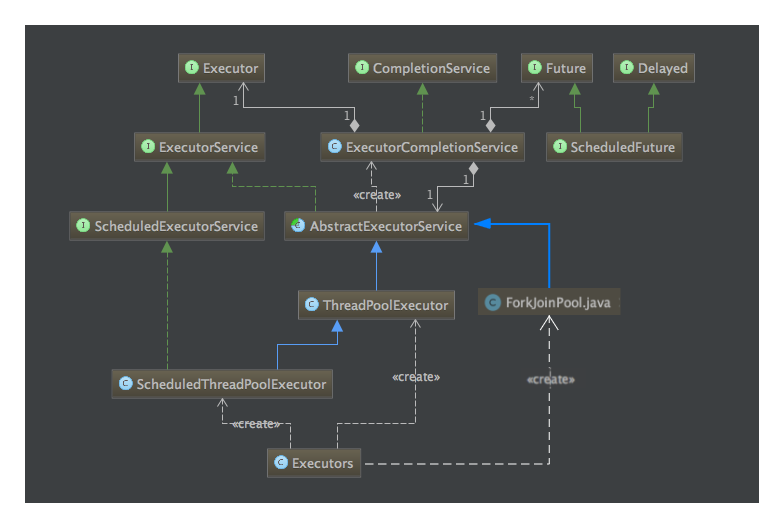 I Executor
I CompletionService
I Future
I Delayed
1
1
1
*
I ExecutorService
C ExecutorCompletionService
I ScheduledFuture
«create»
1
1
I ScheduledExecutorService
C AbstractExecutorService
C ThreadPoolExecutor
C ForkJoinPool.java
C ScheduledThreadPoolExecutor
«create»
«create»
«create»
C Executors